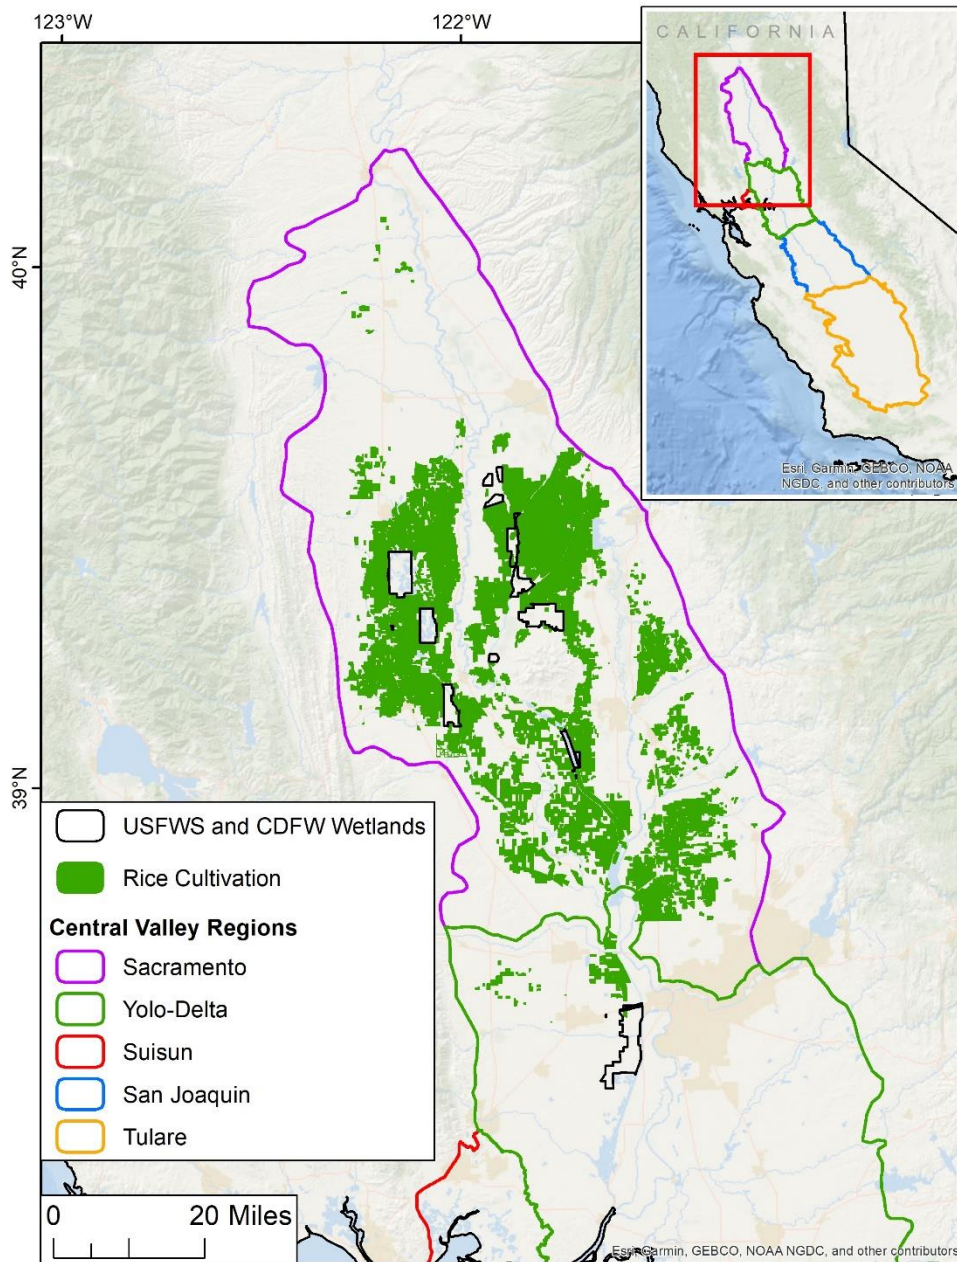 123°W
122°W
CALIFORNIA
40°N
Esri, Garmin, GEBCO, NOAA
NGDC, and other contributors
39°N
USFWS and CDFW Wetlands
Rice Cultivation
Central Valley Regions
Sacramento
Yolo-Delta
Suisun
San Joaquin
Tulare
0 20 Miles
Esri, Garmin, GEBCO, NOAA NGDC, and other contributors